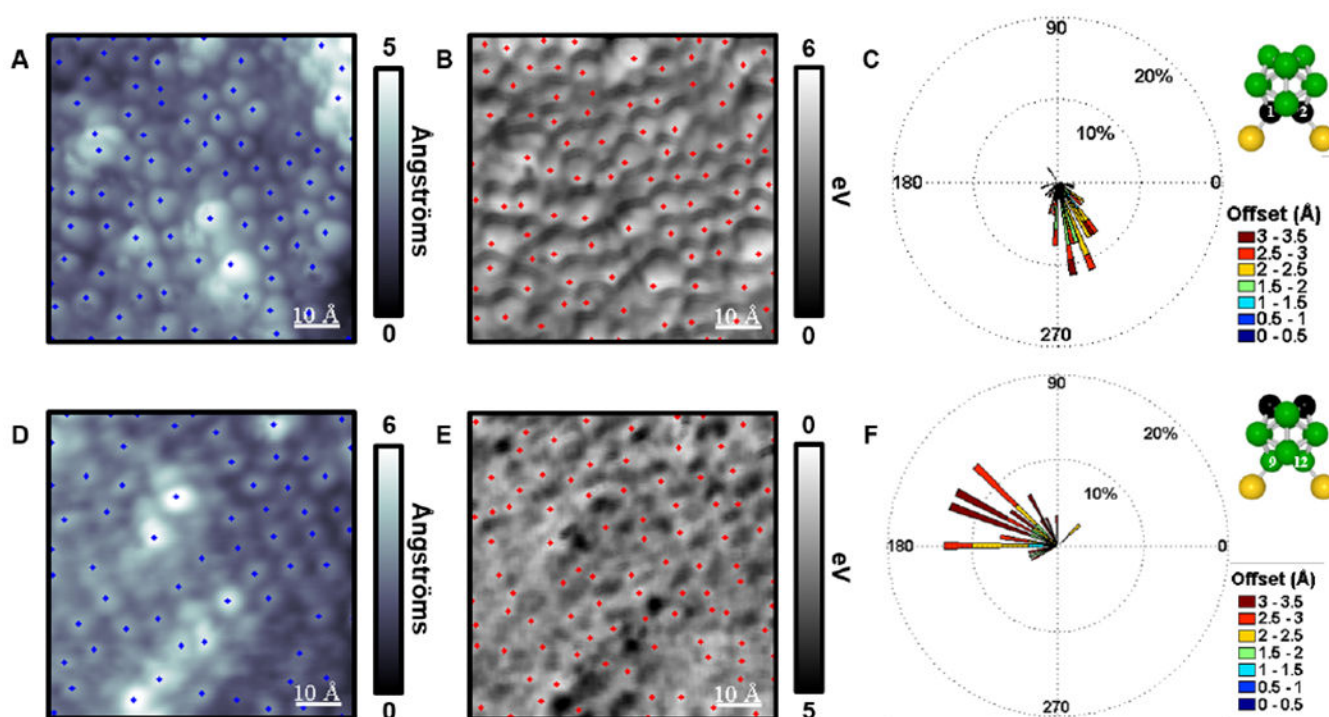 A
5
Ångströms
0
10 Å
B
6
eV
0
10 Å
C
90
20%
10%
180
0
270
1 2
Offset (Å)
3 - 3.5
2.5 - 3
2 - 2.5
1.5 - 2
1 - 1.5
0.5 - 1
0 - 0.5
D
6
Ångströms
0
10 Å
E
0
eV
5
10 Å
F
90
20%
10%
180
0
270
9 12
Offset (Å)
3 - 3.5
2.5 - 3
2 - 2.5
1.5 - 2
1 - 1.5
0.5 - 1
0 - 0.5